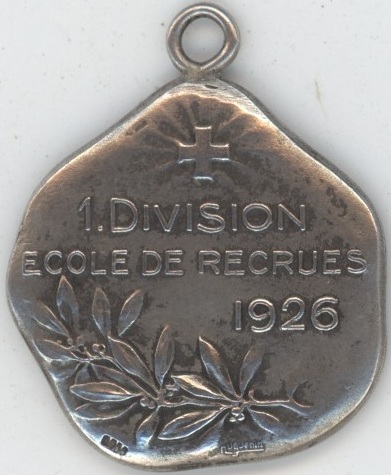 1. DIVISION
ECOLE DE RECRUES
1926